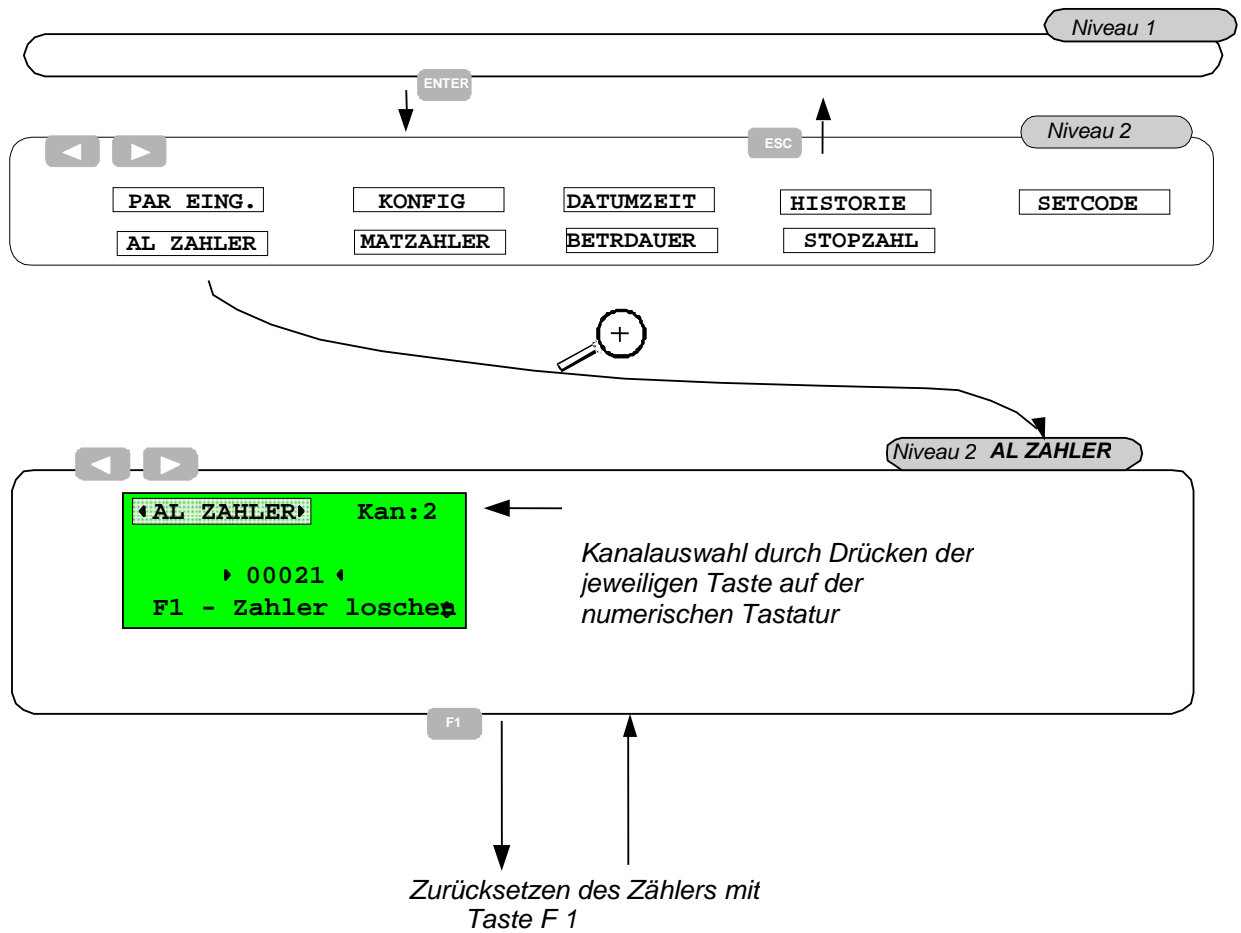 Niveau 1
ENTER
Niveau 2
ESC
PAR EING. KONFIG DATUMZEIT HISTORIE SETCODE
AL ZAHLER MATZAHLER BETRDAUER STOPZAHL
Niveau 2 AL ZAHLER
AL ZAHLER Kan:2
00021
F1 - Zahler loschen
Kanalauswahl durch Drücken der
jeweiligen Taste auf der
numerischen Tastatur
F1
Zurücksetzen des Zählers mit
Taste F 1